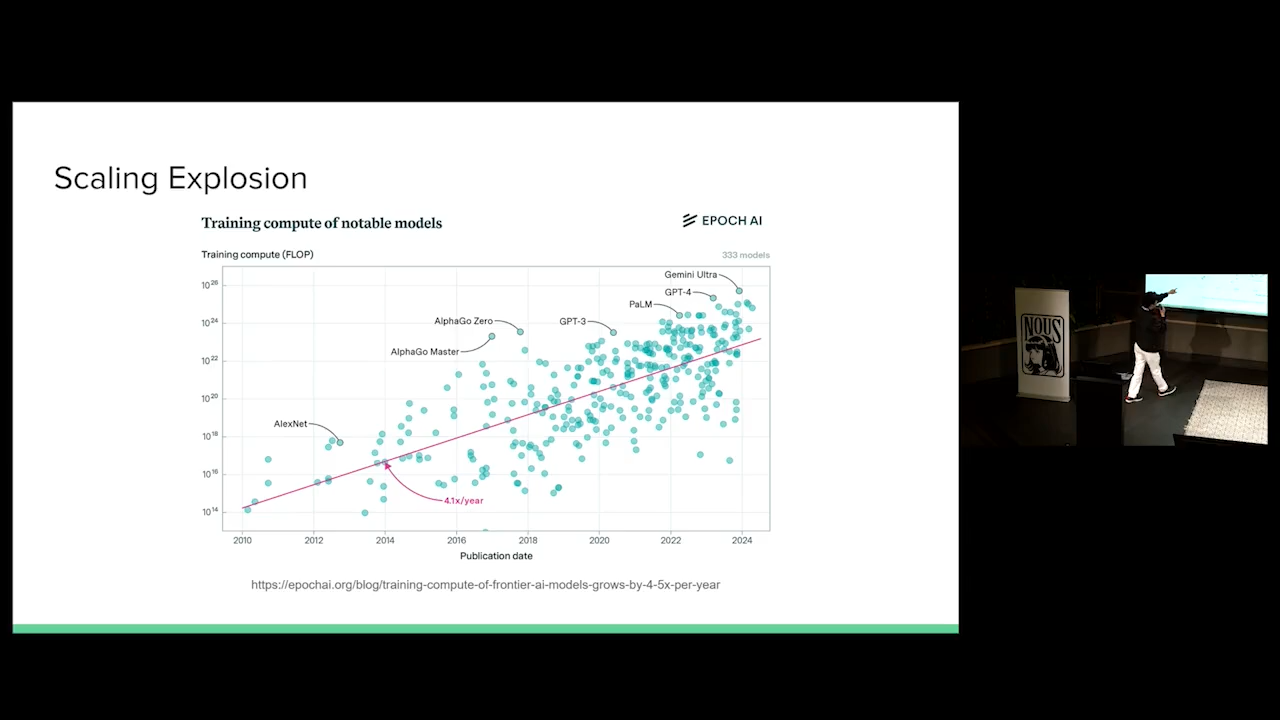 Scaling Explosion
Training compute of notable models
EPOCH AI
Training compute (FLOP)
333 models
10^26
10^24
10^22
10^20
10^18
10^16
10^14
Gemini Ultra
GPT-4
PaLM
GPT-3
AlphaGo Zero
AlphaGo Master
AlexNet
4.1x/year
2010 2012 2014 2016 2018 2020 2022 2024
Publication date
https://epochai.org/blog/training-compute-of-frontier-ai-models-grows-by-4-5x-per-year
NOUS